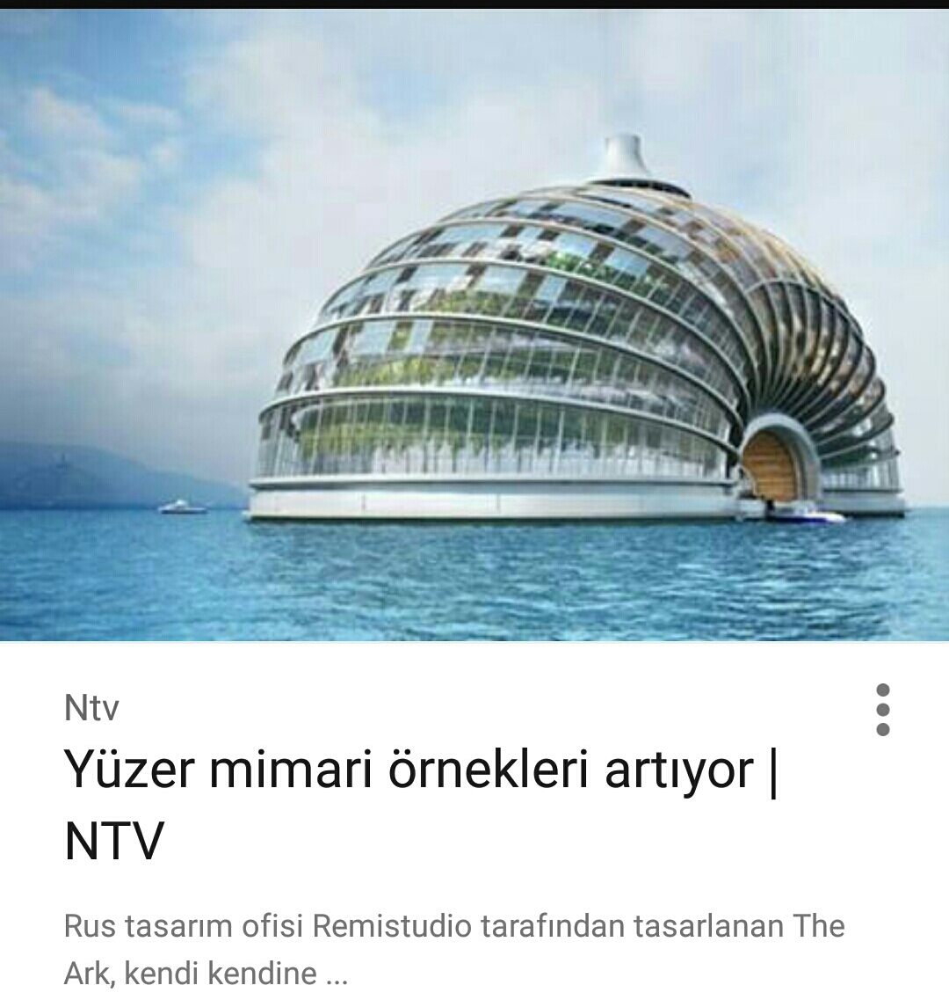 Ntv
Yüzer mimari örnekleri artıyor |
NTV
Rus tasarım ofisi Remistudio tarafından tasarlanan The
Ark, kendi kendine ...